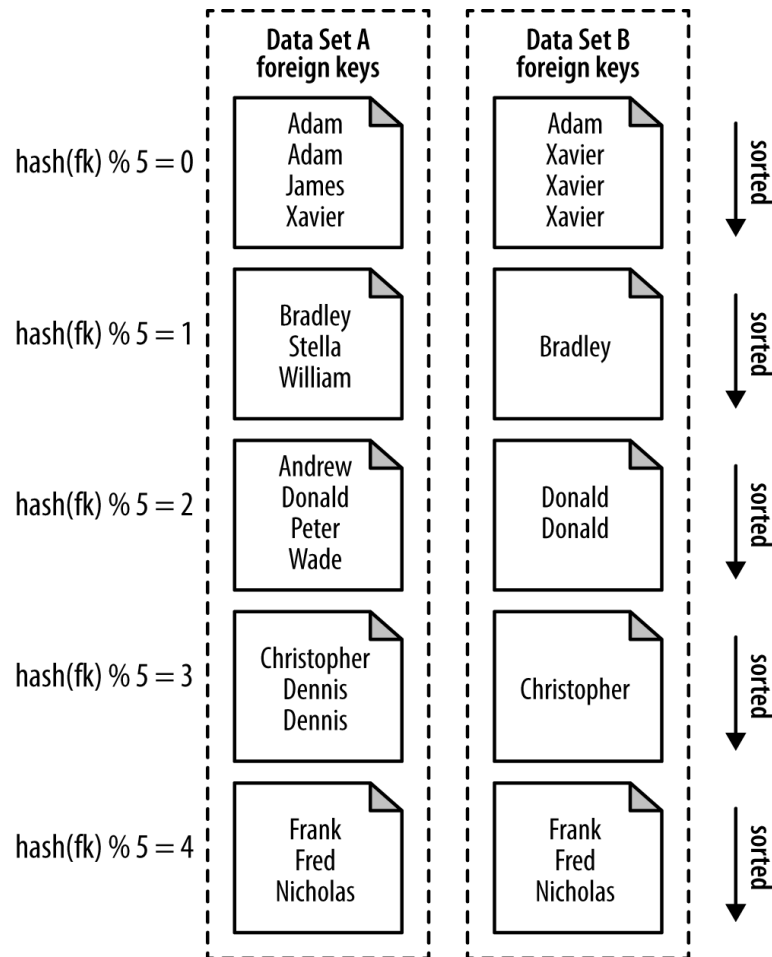 Data Set A
foreign keys
Data Set B
foreign keys
hash(fk) % 5 = 0
Adam
Adam
James
Xavier
Adam
Xavier
Xavier
Xavier
sorted
hash(fk) % 5 = 1
Bradley
Stella
William
Bradley
sorted
hash(fk) % 5 = 2
Andrew
Donald
Peter
Wade
Donald
Donald
sorted
hash(fk) % 5 = 3
Christopher
Dennis
Dennis
Christopher
sorted
hash(fk) % 5 = 4
Frank
Fred
Nicholas
Frank
Fred
Nicholas
sorted